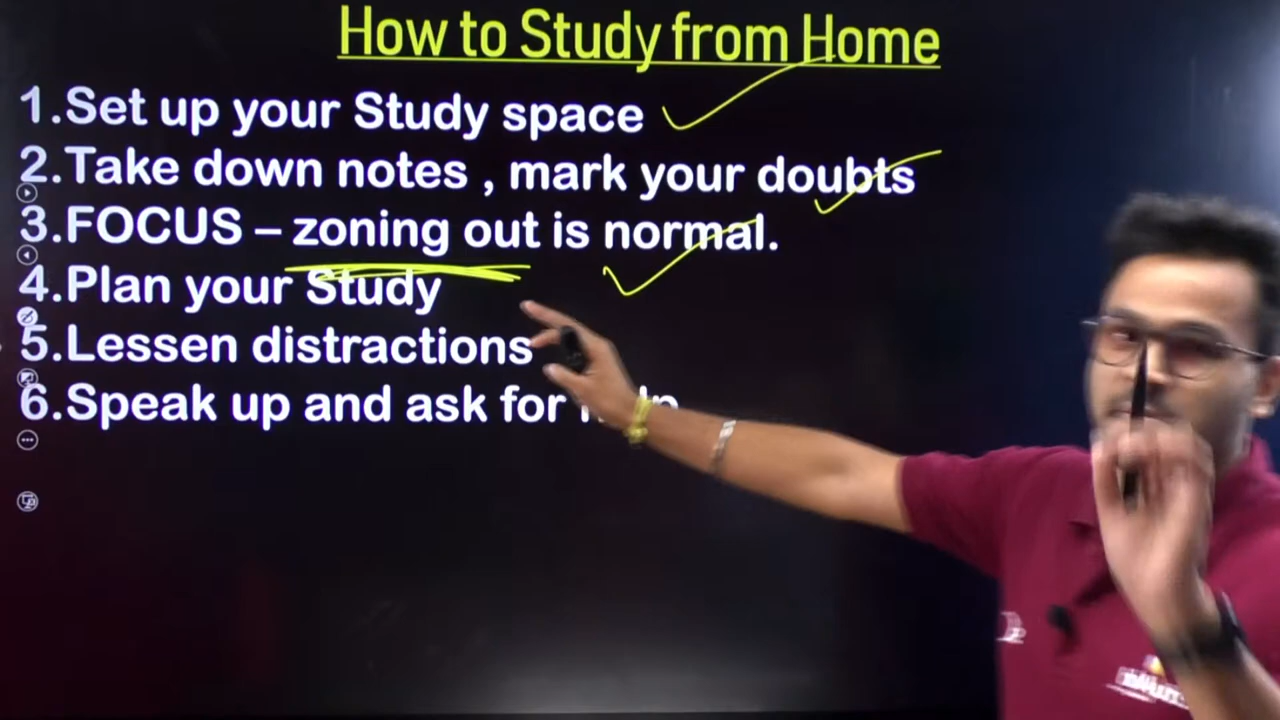 How to Study from Home
1.Set up your Study space
2.Take down notes , mark your doubts
3.FOCUS – zoning out is normal.
4.Plan your Study
5.Lessen distractions
6.Speak up and ask for